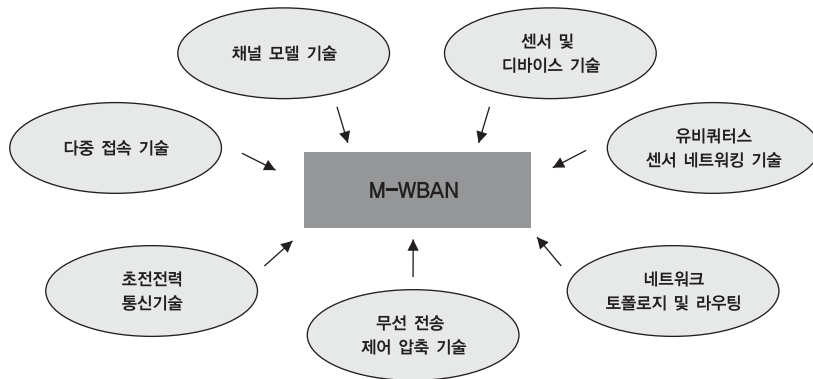 채널 모델 기술
센서 및
디바이스 기술
다중 접속 기술
유비쿼터스
센서 네트워킹 기술
M-WBAN
초전전력
통신기술
네트워크
토폴로지 및 라우팅
무선 전송
제어 압축 기술